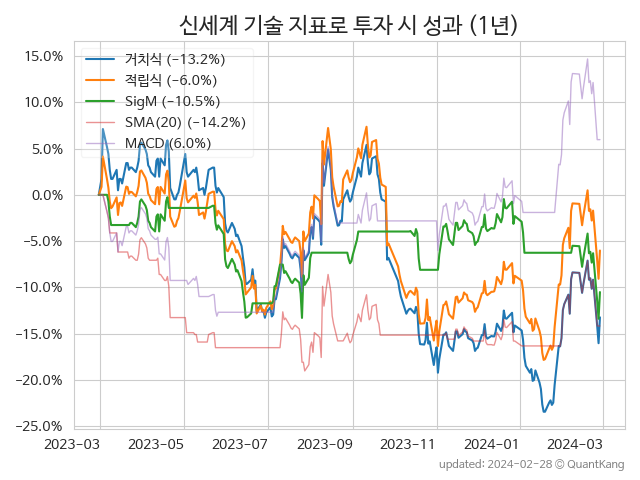 신세계 기술 지표로 투자 시 성과 (1년)
15.0%
10.0%
5.0%
0.0%
−5.0%
−10.0%
−15.0%
−20.0%
−25.0%
거치식 (−13.2%)
적립식 (−6.0%)
SigM (−10.5%)
SMA(20) (−14.2%)
MACD (6.0%)
2023-03
2023-05
2023-07
2023-09
2023-11
2024-01
2024-03
updated: 2024-02-28 ⓒ QuantKang